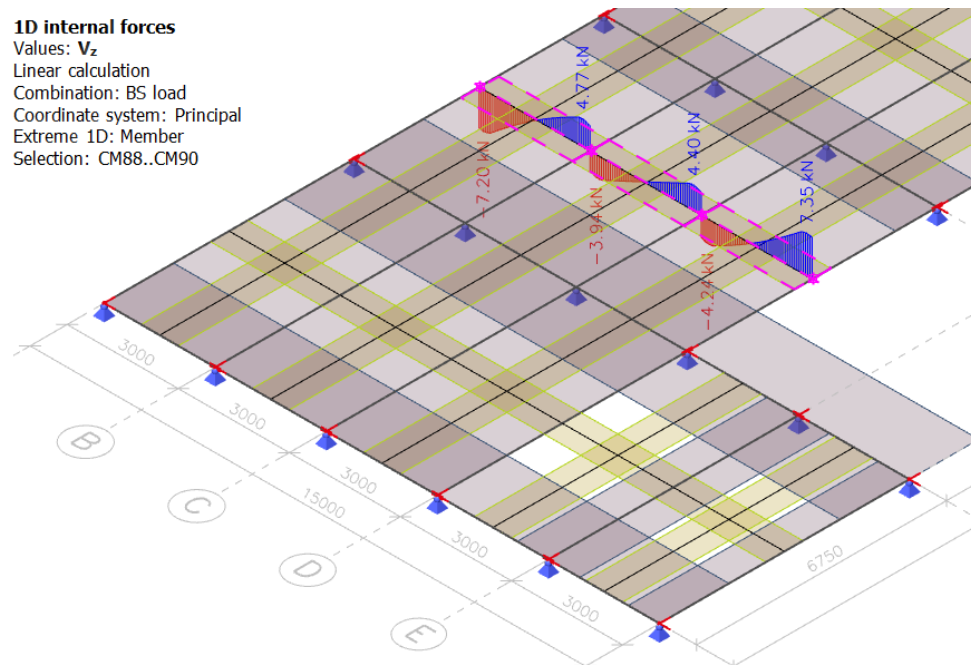 1D internal forces
Values: Vz
Linear calculation
Combination: BS load
Coordinate system: Principal
Extreme 1D: Member
Selection: CM88..CM90
4.77 kN
-7.20 kN
4.40 kN
-3.94 kN
7.35 kN
-4.24 kN
3000
3000
3000
15000
3000
3000
6750
B
C
D
E